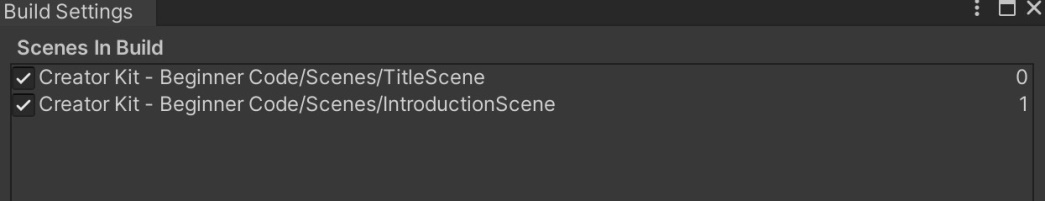 Build Settings
Scenes In Build
Creator Kit - Beginner Code/Scenes/TitleScene 0
Creator Kit - Beginner Code/Scenes/IntroductionScene 1